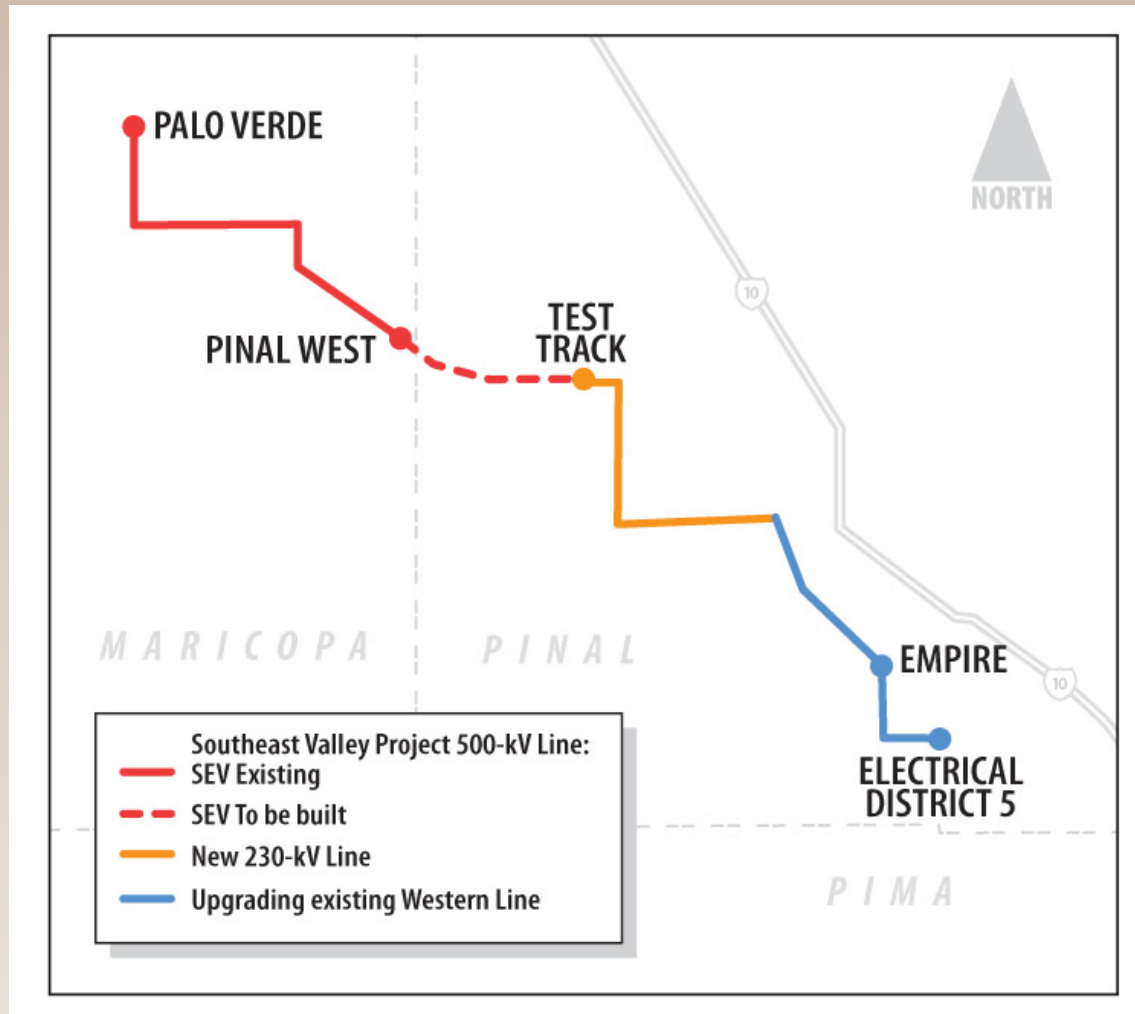 PALO VERDE
NORTH
10
TEST
TRACK
PINAL WEST
MARICOPA
PINAL
EMPIRE
10
ELECTRICAL
DISTRICT 5
Southeast Valley Project 500-kV Line:
SEV Existing
SEV To be built
New 230-kV Line
Upgrading existing Western Line
PIMA